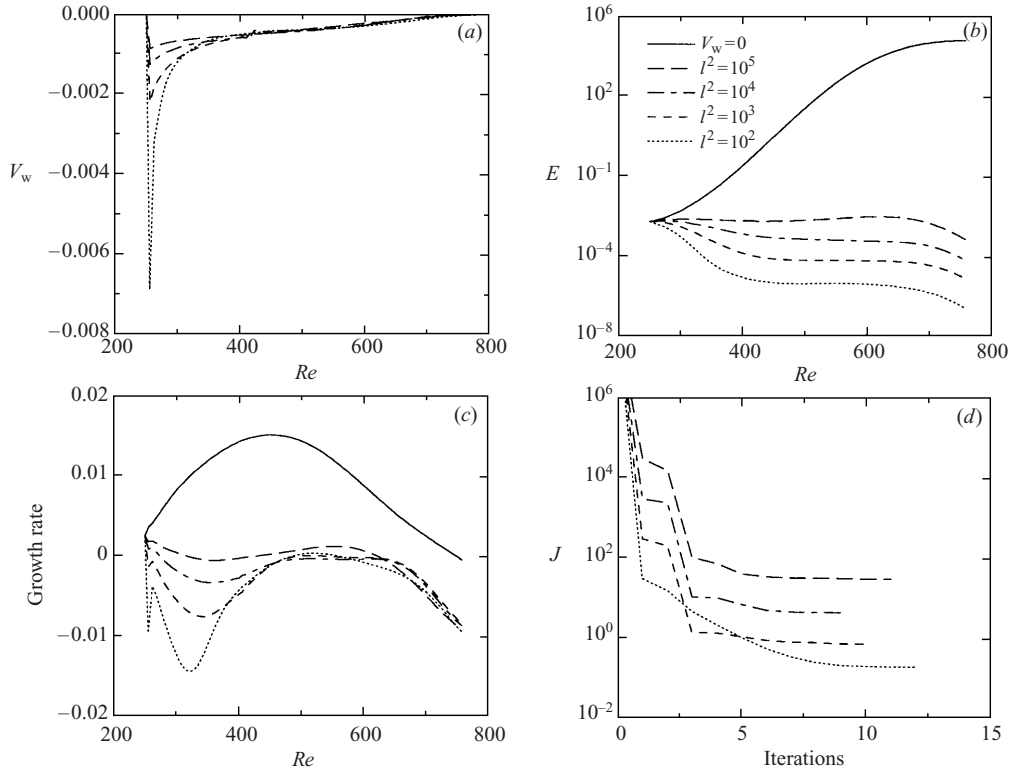 0.000
−0.002
−0.004
−0.006
−0.008
V_w
200
400
600
800
Re
(a)
10^6
10^2
10^−1
10^−4
10^−8
E
200
400
600
800
1000
Re
(b)
V_w = 0
l^2 = 10^5
l^2 = 10^4
l^2 = 10^3
l^2 = 10^2
0.02
0.01
0
−0.01
−0.02
Growth rate
200
400
600
800
Re
(c)
10^6
10^4
10^2
10^0
10^−2
J
0
5
10
15
Iterations
(d)